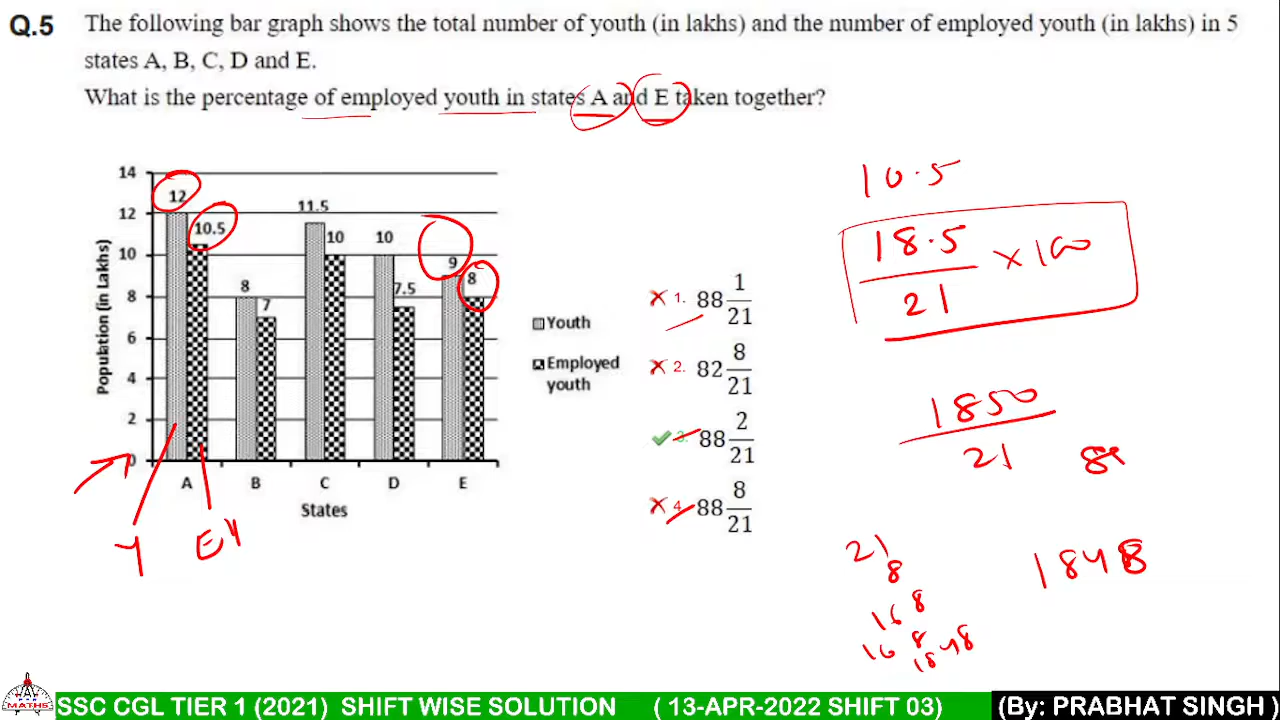 Q.5 The following bar graph shows the total number of youth (in lakhs) and the number of employed youth (in lakhs) in 5
states A, B, C, D and E.
What is the percentage of employed youth in states A and E taken together?
14
12
10
8
6
4
2
0
Population (in Lakhs)
12
10.5
8
7
11.5
10
10
7.5
9
8
A B C D E
States
Youth
Employed
youth
1. 88 1/21
2. 82 8/21
3. 88 2/21
4. 88 8/21
10.5
18.5/21 × 100
1850/21
88
21
8
168
168
1848
1848
Y
EY
MATHS
SSC CGL TIER 1 (2021) SHIFT WISE SOLUTION ( 13-APR-2022 SHIFT 03) (By: PRABHAT SINGH )